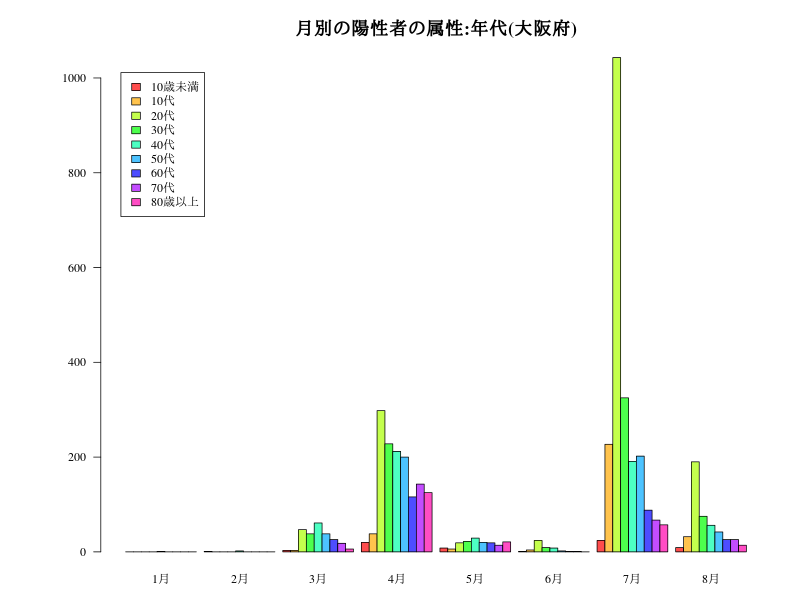 月別の陽性者の属性:年代(大阪府)
1000
800
600
400
200
0
10歳未満
10代
20代
30代
40代
50代
60代
70代
80歳以上
1月 2月 3月 4月 5月 6月 7月 8月